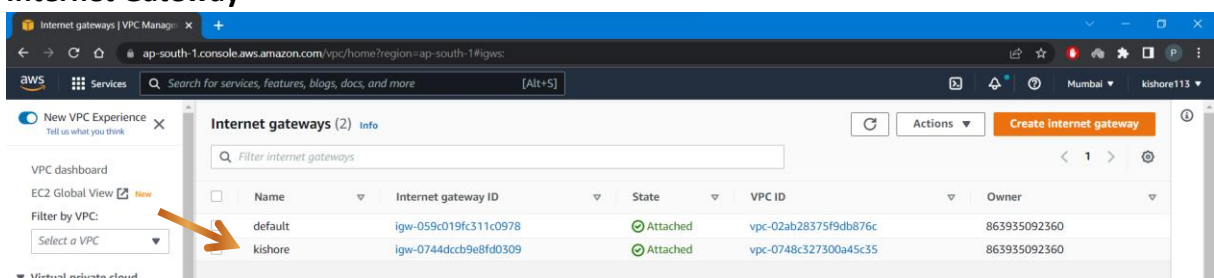 Internet Gateway
Internet gateways | VPC Manage
ap-south-1.console.aws.amazon.com/vpc/home?region=ap-south-1#igws:
P
aws
Services
Search for services, features, blogs, docs, and more
[Alt+S]
Mumbai
kishore113
New VPC Experience
Tell us what you think
VPC dashboard
EC2 Global View New
Filter by VPC:
Select a VPC
Virtual private cloud
Internet gateways (2) Info
Actions
Create internet gateway
Filter internet gateways
1
Name Internet gateway ID State VPC ID Owner
default igw-059c019fc311c0978 Attached vpc-02ab28375f9db876c 863935092360
kishore igw-0744dccb9e8fd0309 Attached vpc-0748c327300a45c35 863935092360